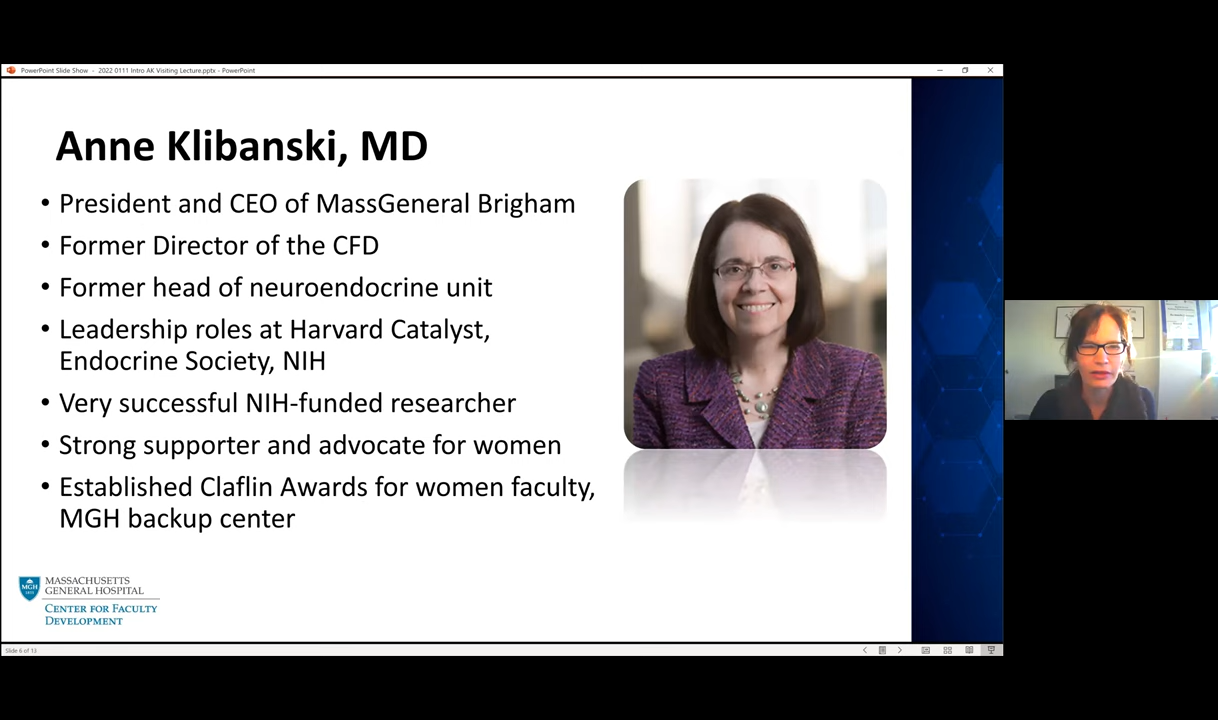 PowerPoint Slide Show - 2022 0111 Intro AK Visiting Lecture.pptx - PowerPoint
Anne Klibanski, MD
• President and CEO of MassGeneral Brigham
• Former Director of the CFD
• Former head of neuroendocrine unit
• Leadership roles at Harvard Catalyst,
Endocrine Society, NIH
• Very successful NIH-funded researcher
• Strong supporter and advocate for women
• Established Claflin Awards for women faculty,
MGH backup center
MGH
1811
MASSACHUSETTS
GENERAL HOSPITAL
CENTER FOR FACULTY
DEVELOPMENT
Slide 6 of 13